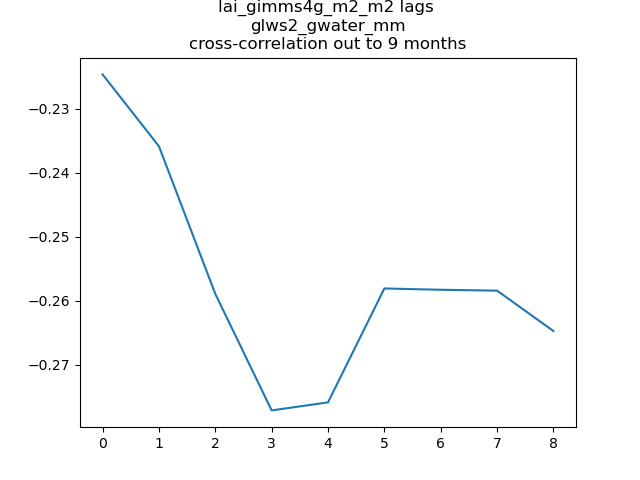 lai_gimms4g_m2_m2 lags
glws2_gwater_mm
cross-correlation out to 9 months
−0.23
−0.24
−0.25
−0.26
−0.27
0 1 2 3 4 5 6 7 8